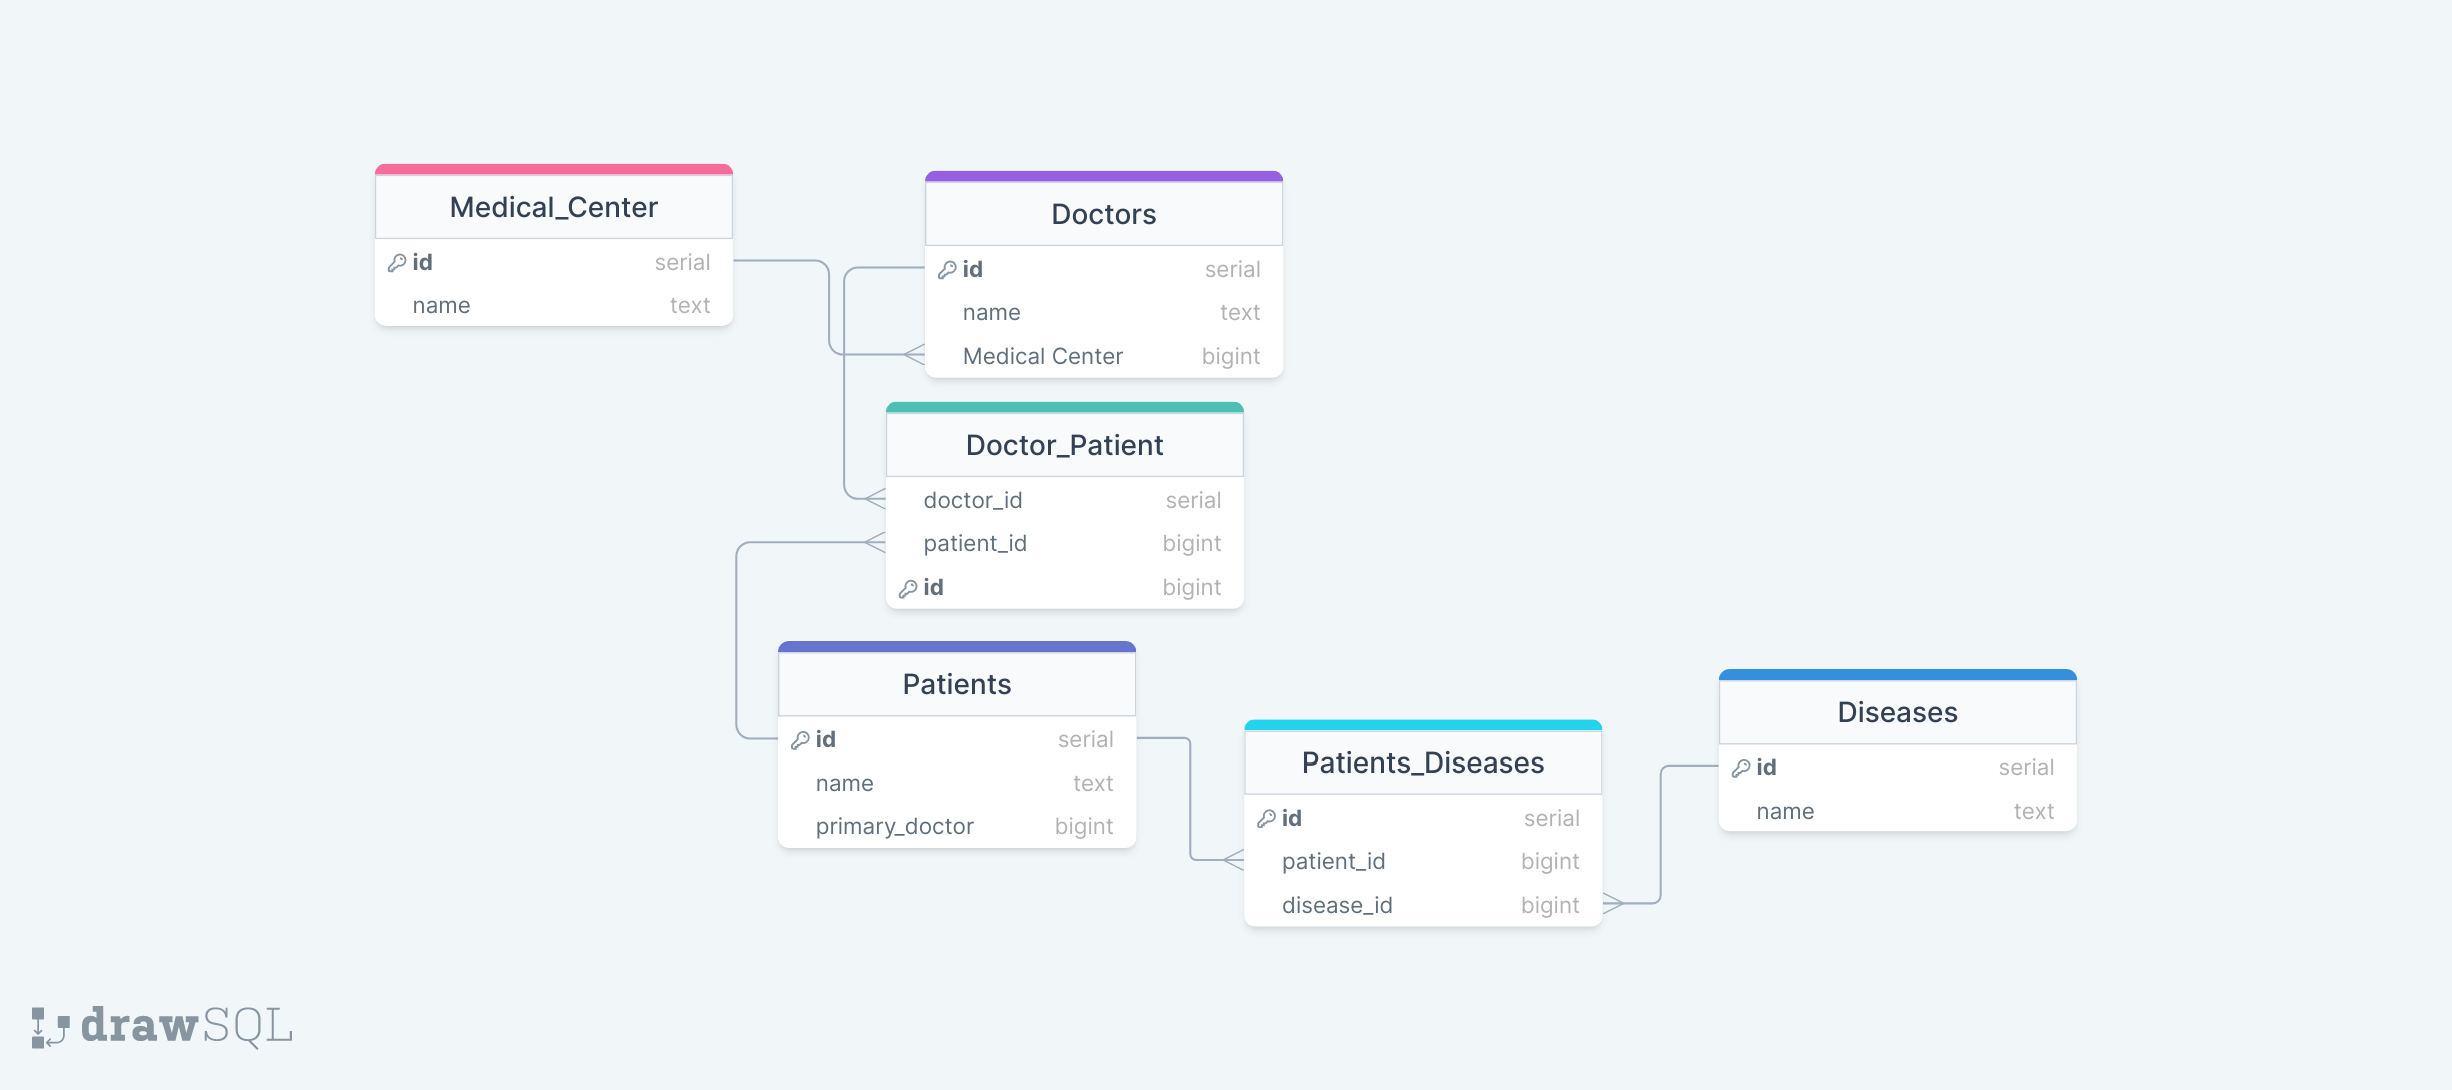 Medical_Center
id serial
name text
Doctors
id serial
name text
Medical Center bigint
Doctor_Patient
doctor_id serial
patient_id bigint
id bigint
Patients
id serial
name text
primary_doctor bigint
Patients_Diseases
id serial
patient_id bigint
disease_id bigint
Diseases
id serial
name text
drawSQL